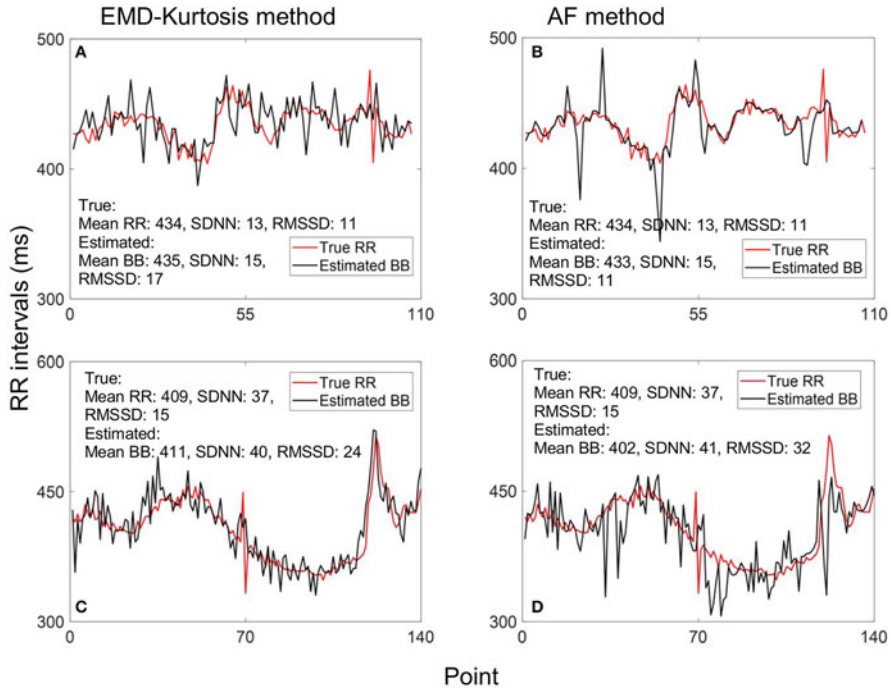 EMD-Kurtosis method
AF method
RR intervals (ms)
500
400
300
A
True:
Mean RR: 434, SDNN: 13, RMSSD: 11
Estimated:
Mean BB: 435, SDNN: 15,
RMSSD: 17
True RR
Estimated BB
0
55
110
500
400
300
B
True:
Mean RR: 434, SDNN: 13, RMSSD: 11
Estimated:
Mean BB: 433, SDNN: 15,
RMSSD: 11
True RR
Estimated BB
0
55
110
600
450
300
True:
Mean RR: 409, SDNN: 37,
RMSSD: 15
Estimated:
Mean BB: 411, SDNN: 40, RMSSD: 24
True RR
Estimated BB
C
0
70
140
600
450
300
True:
Mean RR: 409, SDNN: 37,
RMSSD: 15
Estimated:
Mean BB: 402, SDNN: 41, RMSSD: 32
True RR
Estimated BB
D
0
70
140
Point